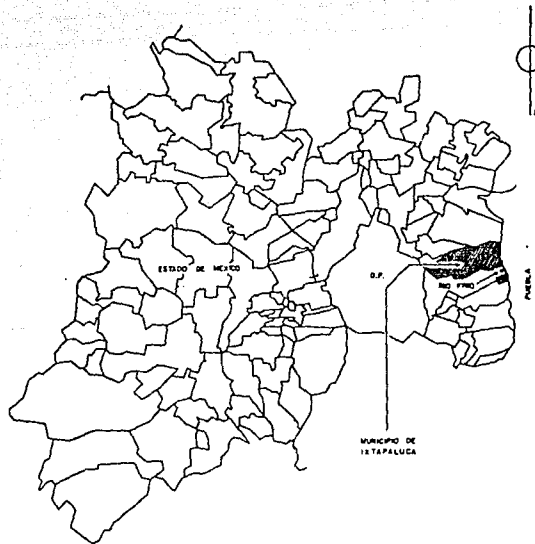 ESTADO DE MEXICO
D.F.
RIO FRIO
PUEBLA
MUNICIPIO DE
IXTAPALUCA